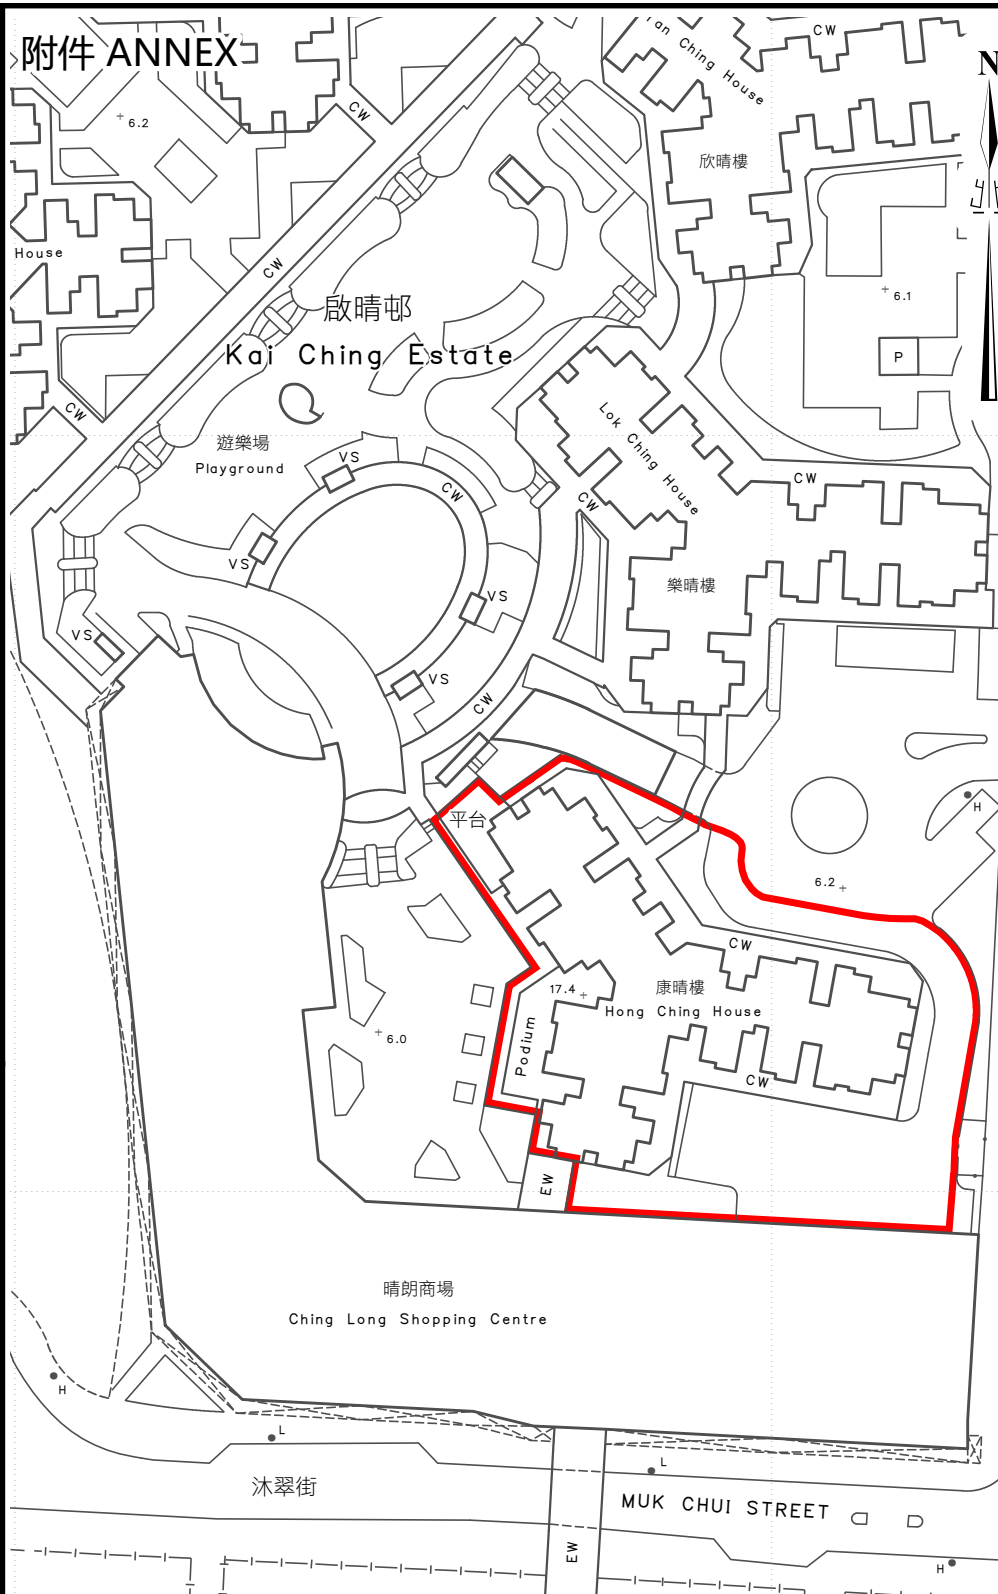 附件 ANNEX
Yan Ching House
CW
N
北
CW
6.2
欣晴樓
House
CW
啟晴邨
Kai Ching Estate
6.1
P
CW
遊樂場
Playground
VS
CW
Lok Ching House
CW
CW
VS
VS
樂晴樓
VS
VS
CW
平台
H
6.2
CW
17.4
康晴樓
Hong Ching House
Podium
6.0
CW
EW
晴朗商場
Ching Long Shopping Centre
H
L
L
沐翠街
MUK CHUI STREET
EW
H